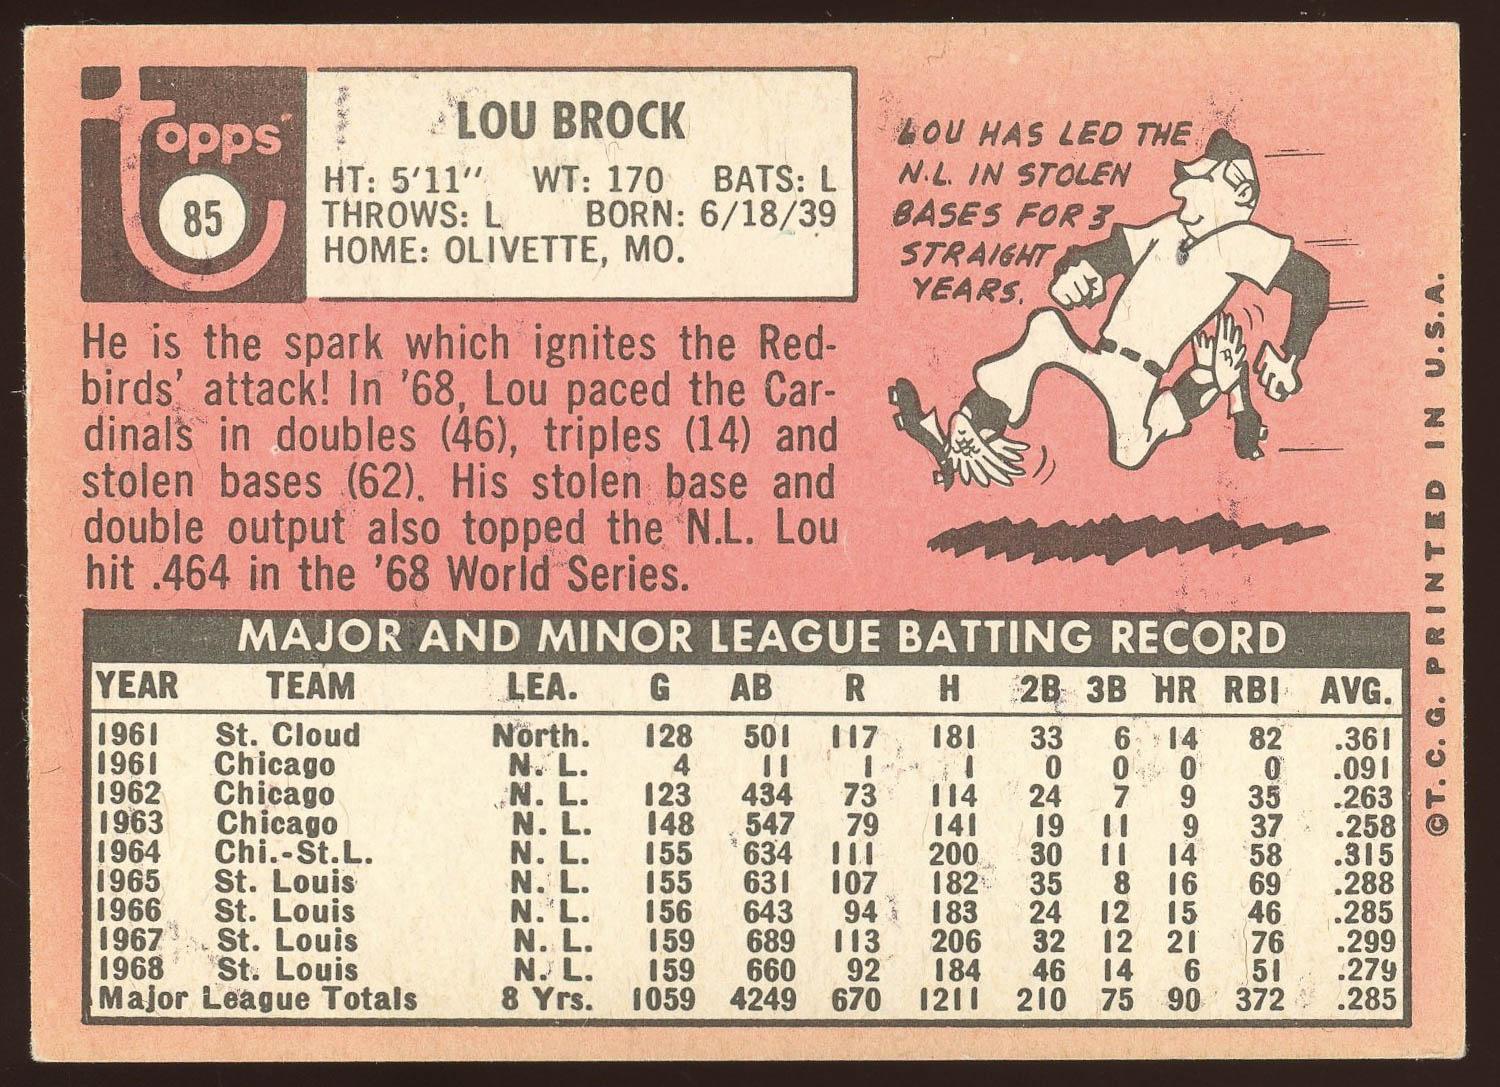 topps
85
LOU BROCK
HT: 5'11" WT: 170 BATS: L
THROWS: L BORN: 6/18/39
HOME: OLIVETTE, MO.
LOU HAS LED THE
N.L. IN STOLEN
BASES FOR 3
STRAIGHT
YEARS.
He is the spark which ignites the Red-
birds' attack! In '68, Lou paced the Car-
dinals in doubles (46), triples (14) and
stolen bases (62). His stolen base and
double output also topped the N.L. Lou
hit .464 in the '68 World Series.
MAJOR AND MINOR LEAGUE BATTING RECORD
YEAR TEAM LEA. G AB R H 2B 3B HR RBI AVG.
1961 St. Cloud North. 128 501 117 181 33 6 14 82 .361
1961 Chicago N. L. 4 11 1 1 0 0 0 0 .091
1962 Chicago N. L. 123 434 73 114 24 7 9 35 .263
1963 Chicago N. L. 148 547 79 141 19 11 9 37 .258
1964 Chi.-St.L. N. L. 155 634 111 200 30 11 14 58 .315
1965 St. Louis N. L. 155 631 107 182 35 8 16 69 .288
1966 St. Louis N. L. 156 643 94 183 24 12 15 46 .285
1967 St. Louis N. L. 159 689 113 206 32 12 21 76 .299
1968 St. Louis N. L. 159 660 92 184 46 14 6 51 .279
Major League Totals 8 Yrs. 1059 4249 670 1211 210 75 90 372 .285
©T. C. G. PRINTED IN U.S.A.